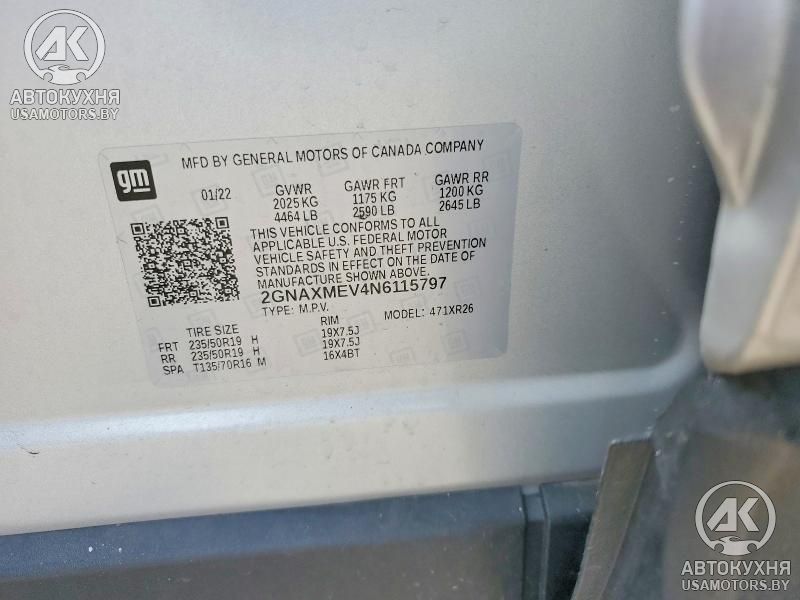 AK
АВТОКУХНЯ
USAMOTORS.BY
gm
MFD BY GENERAL MOTORS OF CANADA COMPANY
01/22 GVWR GAWR FRT GAWR RR
2025 KG 1175 KG 1200 KG
4464 LB 2590 LB 2645 LB
THIS VEHICLE CONFORMS TO ALL
APPLICABLE U.S. FEDERAL MOTOR
VEHICLE SAFETY AND THEFT PREVENTION
STANDARDS IN EFFECT ON THE DATE OF
MANUFACTURE SHOWN ABOVE.
2GNAXMEV4N6115797
TYPE: M.P.V. MODEL: 471XR26
TIRE SIZE RIM
FRT 235/50R19 H 19X7.5J
RR 235/50R19 H 19X7.5J
SPA T135/70R16 M 16X4BT
AK
АВТОКУХНЯ
USAMOTORS.BY